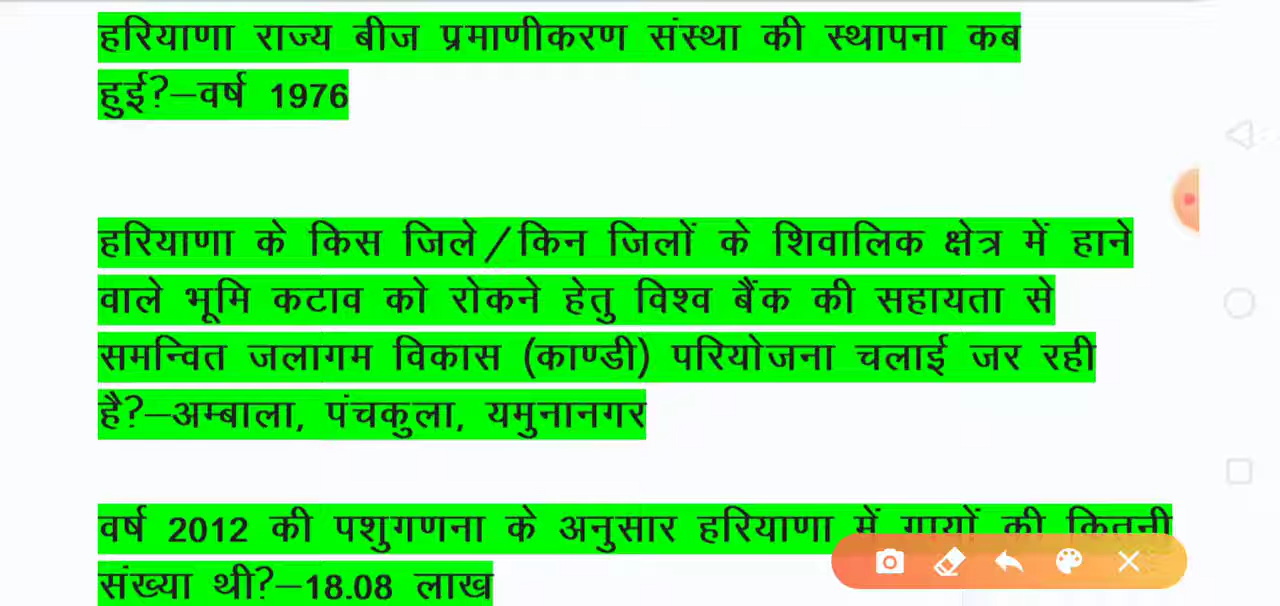 हरियाणा राज्य बीज प्रमाणीकरण संस्था की स्थापना कब
हुई?–वर्ष 1976
हरियाणा के किस जिले/किन जिलों के शिवालिक क्षेत्र में हाने
वाले भूमि कटाव को रोकने हेतु विश्व बैंक की सहायता से
समन्वित जलागम विकास (काण्डी) परियोजना चलाई जर रही
है?–अम्बाला, पंचकुला, यमुनानगर
वर्ष 2012 की पशुगणना के अनुसार हरियाणा में गायों की कितनी
संख्या थी?–18.08 लाख